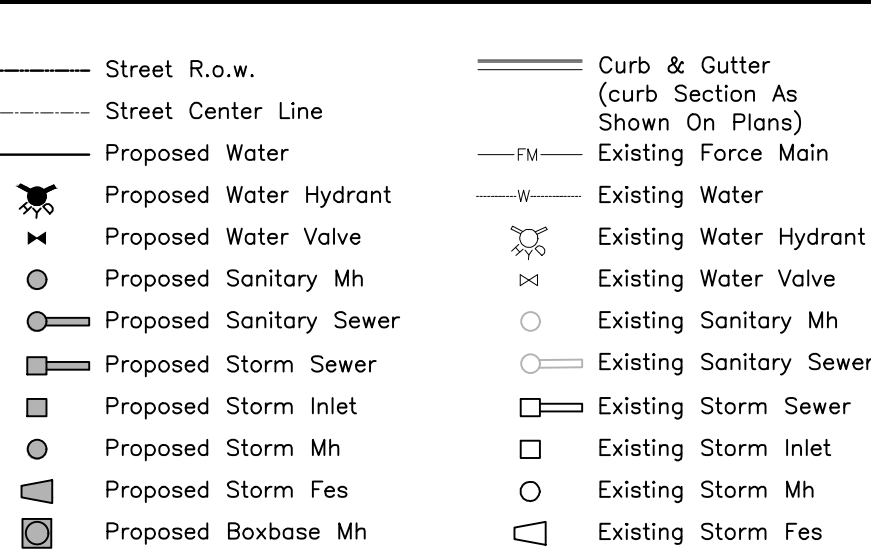 Street R.o.w.
Street Center Line
Proposed Water
HYD
Proposed Water Hydrant
Proposed Water Valve
Proposed Sanitary Mh
Proposed Sanitary Sewer
Proposed Storm Sewer
Proposed Storm Inlet
Proposed Storm Mh
Proposed Storm Fes
Proposed Boxbase Mh
Curb & Gutter
(curb Section As
Shown On Plans)
FM
Existing Force Main
W
Existing Water
HYD
Existing Water Hydrant
Existing Water Valve
Existing Sanitary Mh
Existing Sanitary Sewer
Existing Storm Sewer
Existing Storm Inlet
Existing Storm Mh
Existing Storm Fes